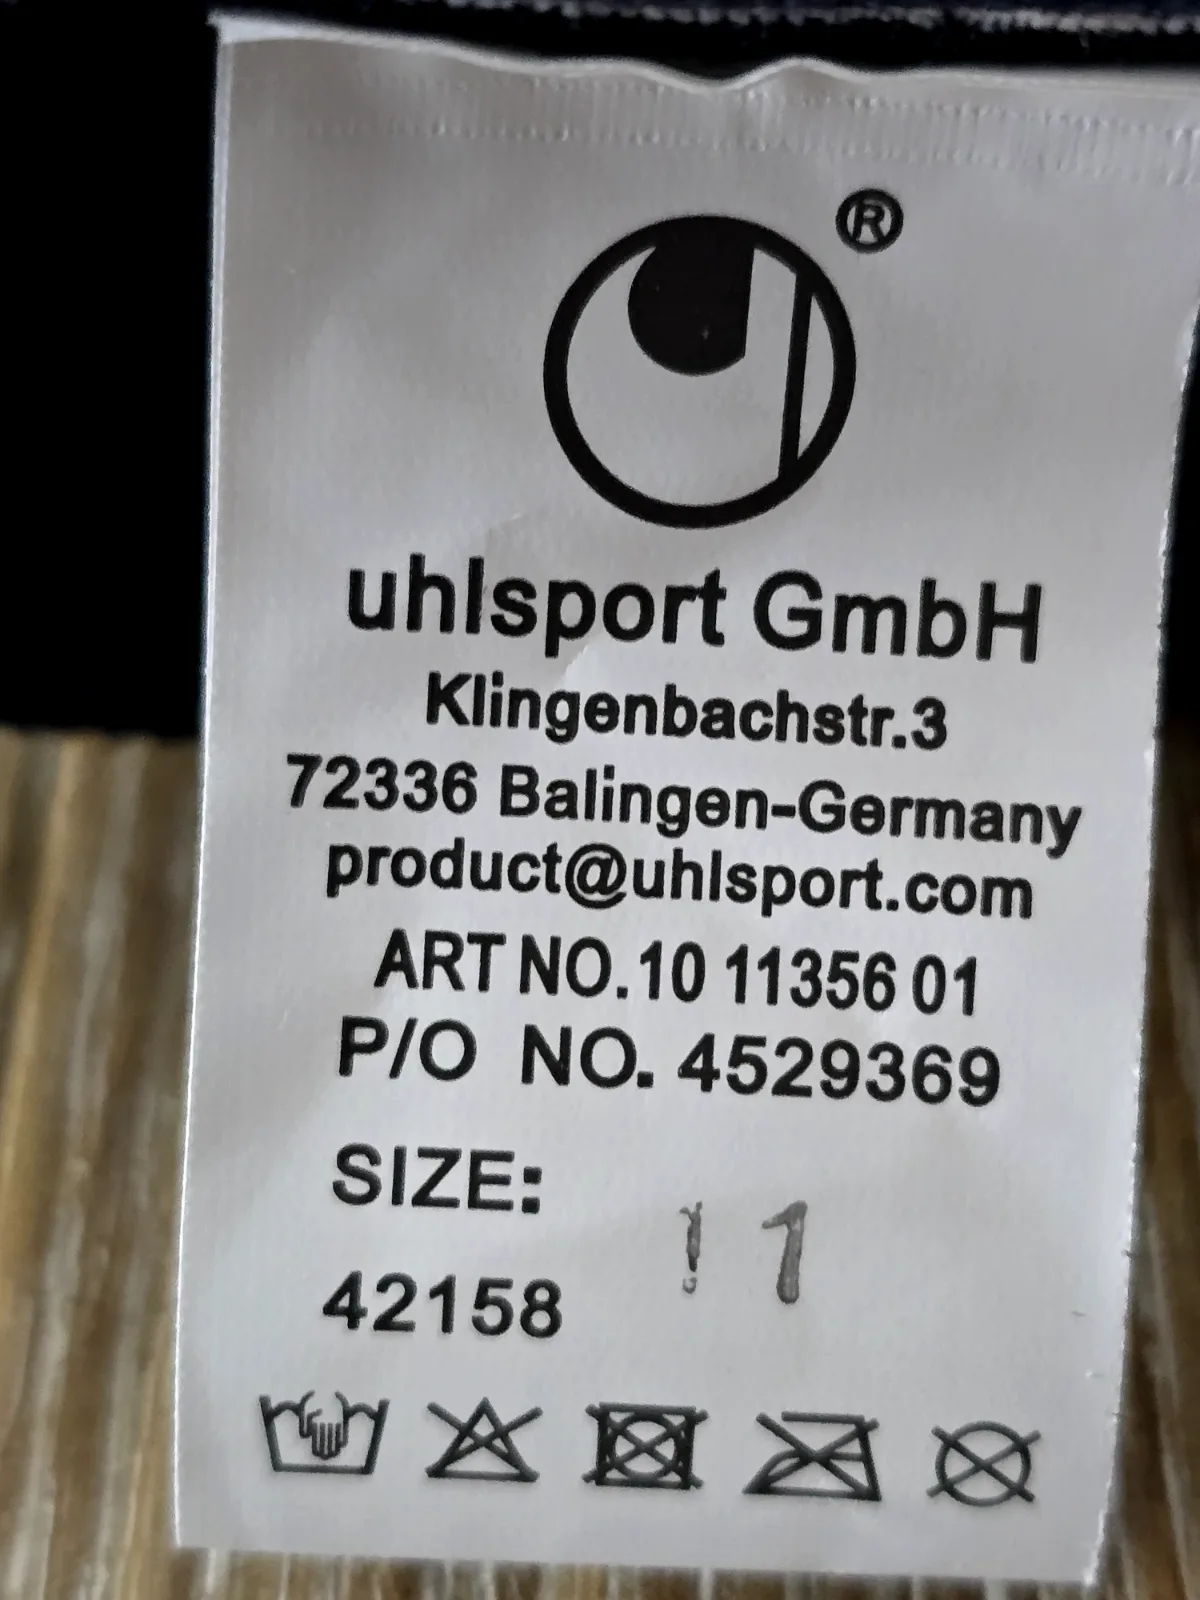 ®
uhlsport GmbH
Klingenbachstr.3
72336 Balingen-Germany
product@uhlsport.com
ART NO.10 11356 01
P/O NO. 4529369
SIZE: 11
42158